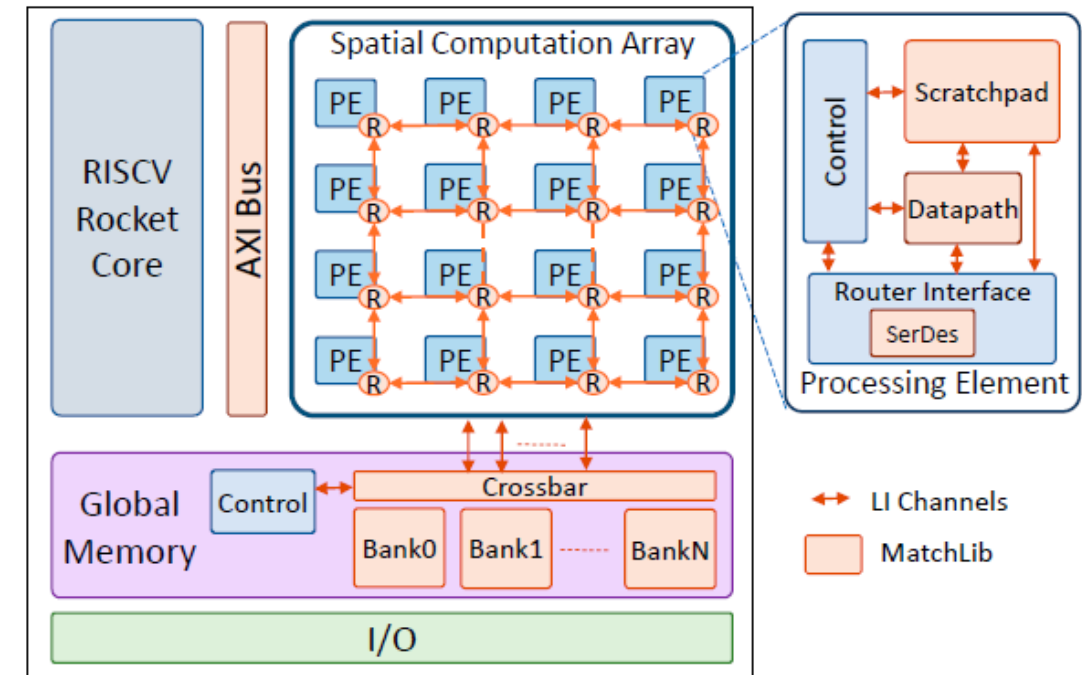 RISCV
Rocket
Core
AXI Bus
Spatial Computation Array
PE PE PE PE
R R R R
PE PE PE PE
R R R R
PE PE PE PE
R R R R
PE PE PE PE
R R R R
Control
Scratchpad
Datapath
Router Interface
SerDes
Processing Element
Global
Memory
Control
Crossbar
Bank0 Bank1 BankN
I/O
LI Channels
MatchLib